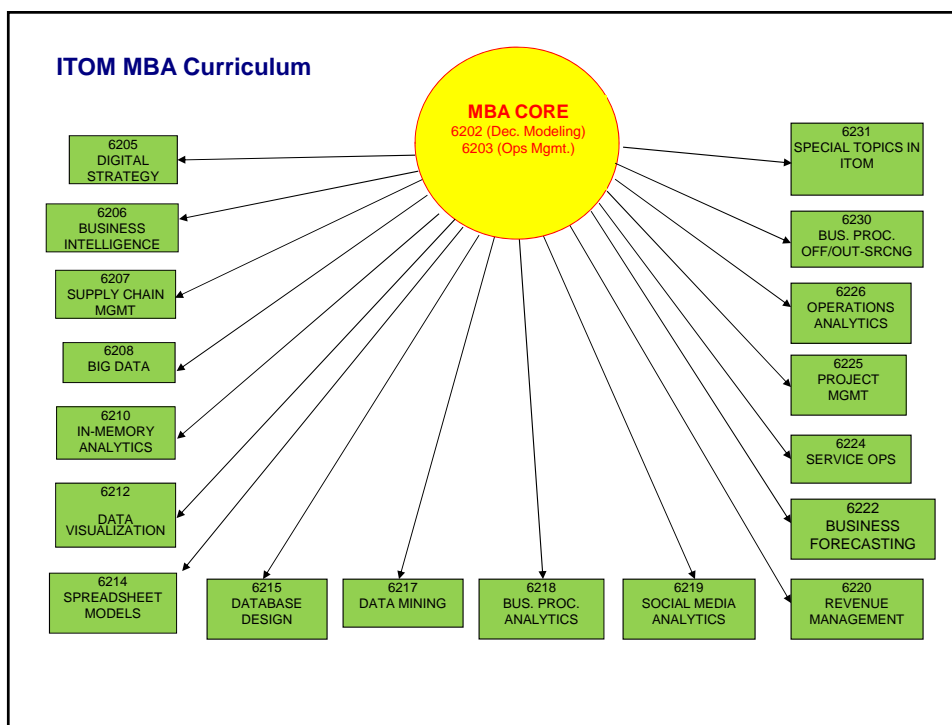 ITOM MBA Curriculum
MBA CORE
6202 (Dec. Modeling)
6203 (Ops Mgmt.)
6205
DIGITAL
STRATEGY
6206
BUSINESS
INTELLIGENCE
6207
SUPPLY CHAIN
MGMT
6208
BIG DATA
6210
IN-MEMORY
ANALYTICS
6212
DATA
VISUALIZATION
6214
SPREADSHEET
MODELS
6215
DATABASE
DESIGN
6217
DATA MINING
6218
BUS. PROC.
ANALYTICS
6219
SOCIAL MEDIA
ANALYTICS
6220
REVENUE
MANAGEMENT
6222
BUSINESS
FORECASTING
6224
SERVICE OPS
6225
PROJECT
MGMT
6226
OPERATIONS
ANALYTICS
6230
BUS. PROC.
OFF/OUT-SRCNG
6231
SPECIAL TOPICS IN
ITOM